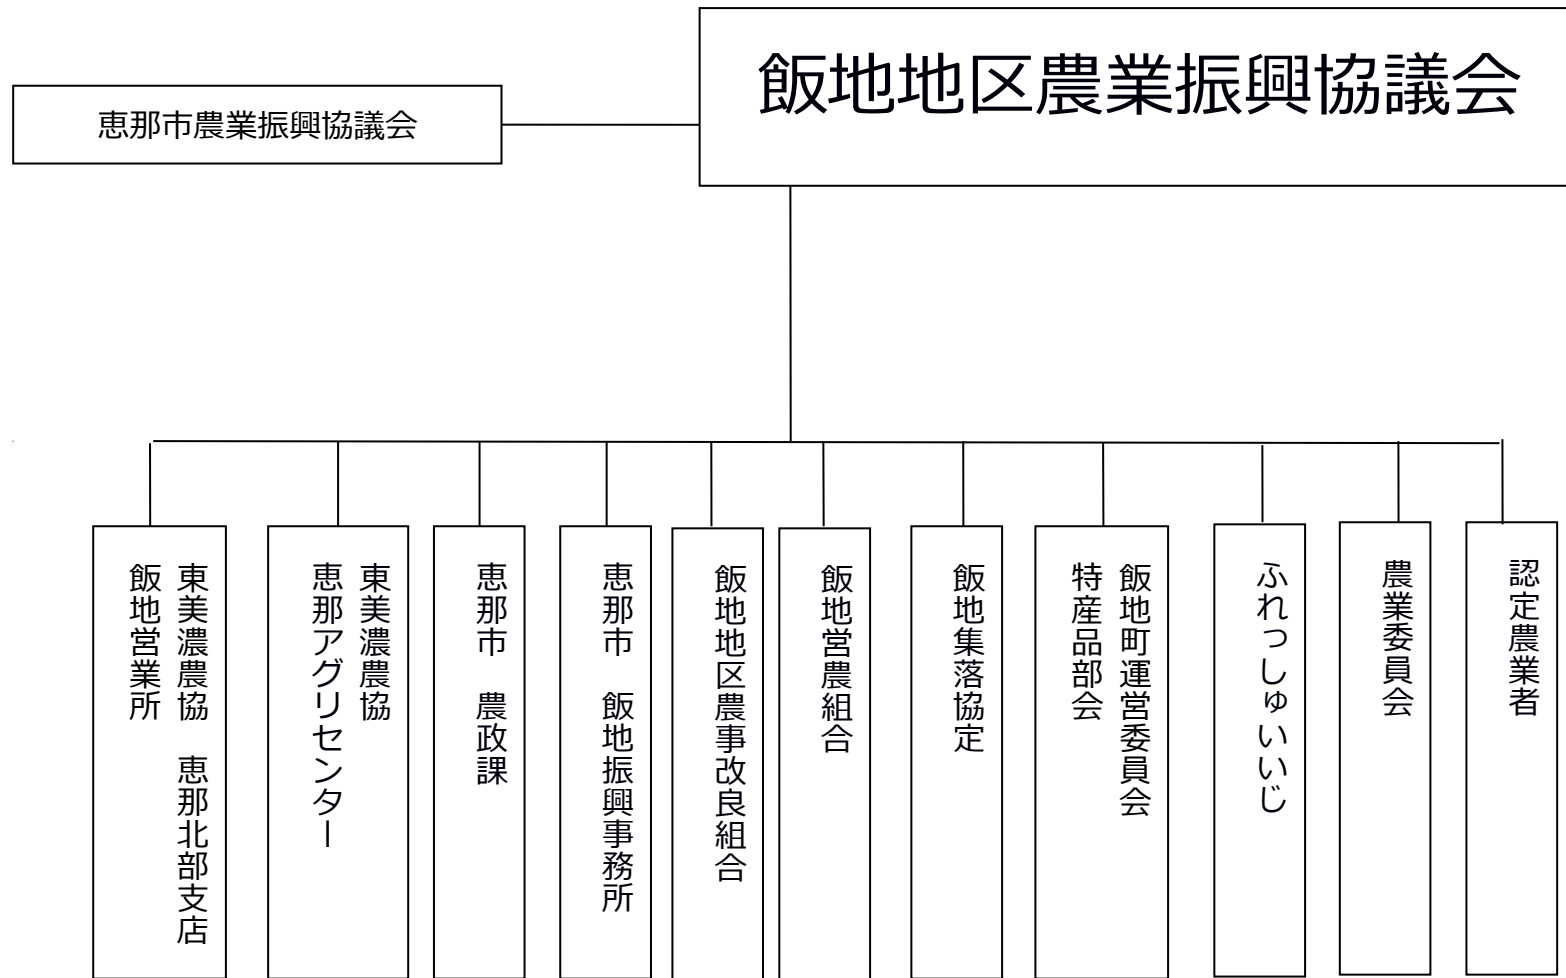 飯地地区農業振興協議会
恵那市農業振興協議会
東美濃農協　恵那北部支店
飯地営業所
東美濃農協
恵那アグリセンター
恵那市　農政課
恵那市　飯地振興事務所
飯地地区農事改良組合
飯地営農組合
飯地集落協定
飯地町運営委員会
特産品部会
ふれっしゅいいじ
農業委員会
認定農業者